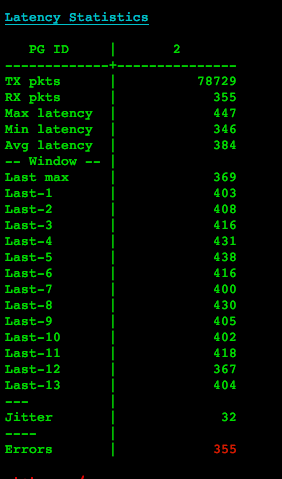 Latency Statistics
PG ID | 2
-------------+---------------
TX pkts | 78729
RX pkts | 355
Max latency | 447
Min latency | 346
Avg latency | 384
-- Window -- |
Last max | 369
Last-1 | 403
Last-2 | 408
Last-3 | 416
Last-4 | 431
Last-5 | 438
Last-6 | 416
Last-7 | 400
Last-8 | 430
Last-9 | 405
Last-10 | 402
Last-11 | 418
Last-12 | 367
Last-13 | 404
--- |
Jitter | 32
---- |
Errors | 355